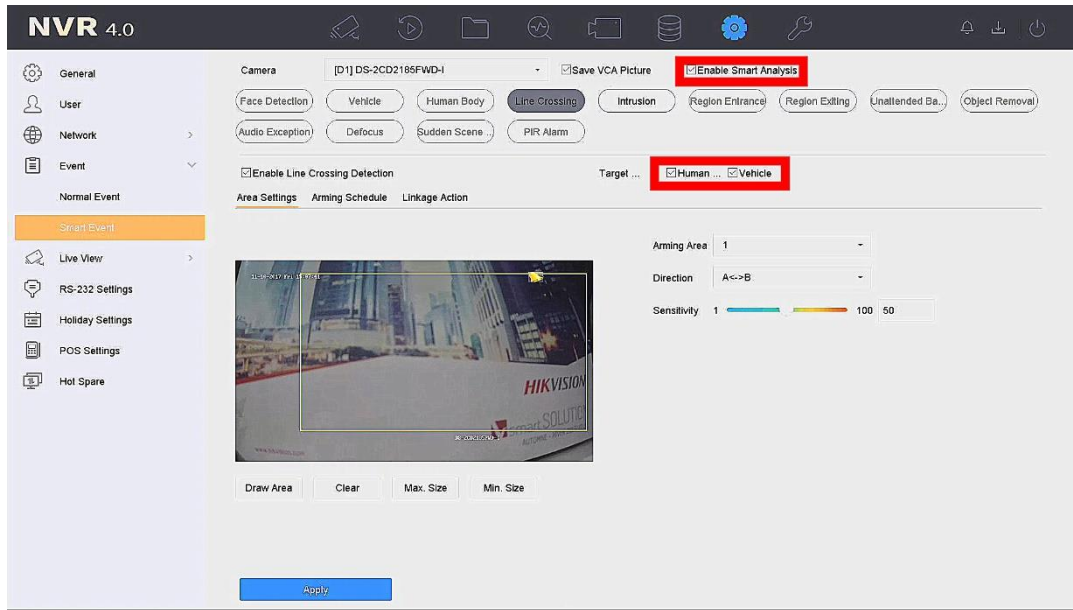 NVR 4.0
General
User
Network
Event
Normal Event
Smart Event
Live View
RS-232 Settings
Holiday Settings
POS Settings
Hot Spare
Camera [D1] DS-2CD2185FWD-I Save VCA Picture Enable Smart Analysis
Face Detection Vehicle Human Body Line Crossing Intrusion Region Entrance Region Exiting Unattended Ba... Object Removal
Audio Exception Defocus Sudden Scene ... PIR Alarm
Enable Line Crossing Detection Target ... Human ... Vehicle
Area Settings Arming Schedule Linkage Action
Arming Area 1
Direction A<->B
Sensitivity 1 100 50
HIKVISION
Smart SOLUTIO
Draw Area Clear Max. Size Min. Size
Apply